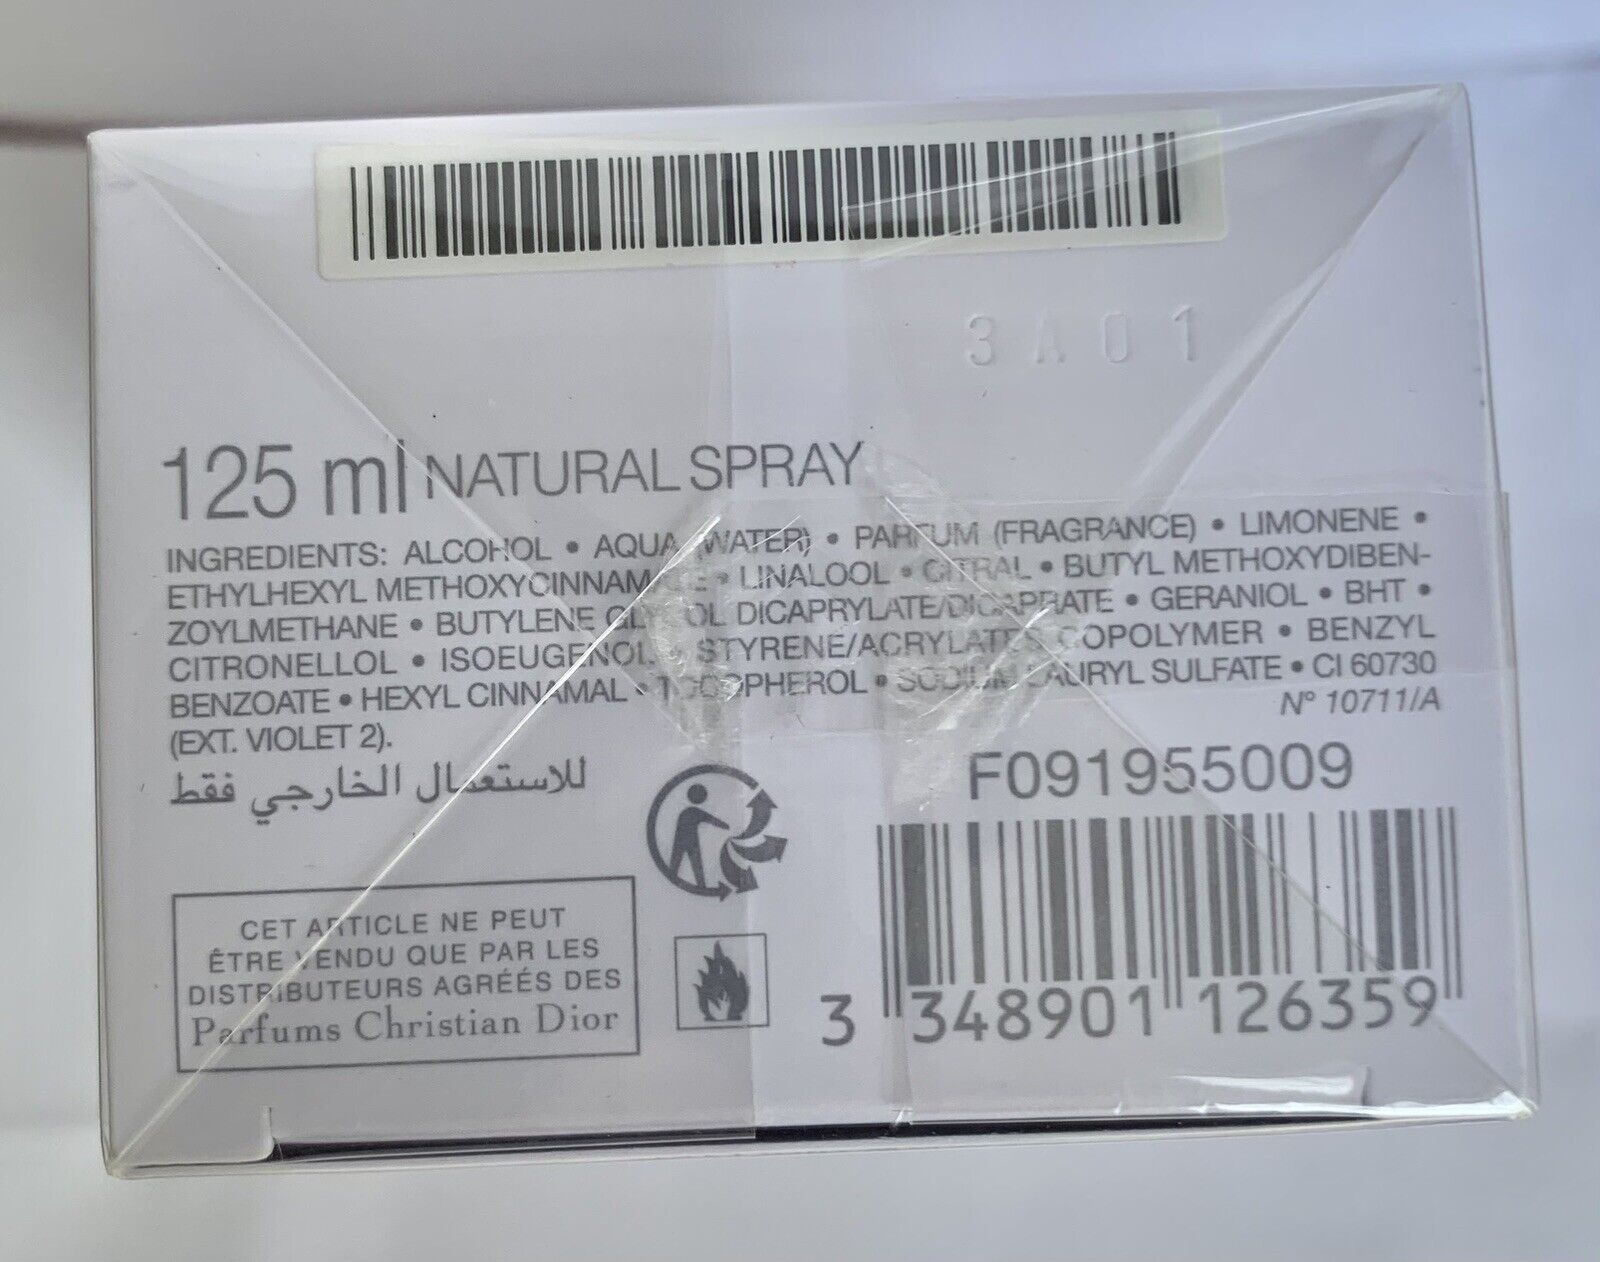 3A01
125 ml NATURAL SPRAY
INGREDIENTS: ALCOHOL • AQUA (WATER) • PARFUM (FRAGRANCE) • LIMONENE •
ETHYLHEXYL METHOXYCINNAMATE • LINALOOL • CITRAL • BUTYL METHOXYDIBEN-
ZOYLMETHANE • BUTYLENE GLYCOL DICAPRYLATE/DICAPRATE • GERANIOL • BHT •
CITRONELLOL • ISOEUGENOL • STYRENE/ACRYLATES COPOLYMER • BENZYL
BENZOATE • HEXYL CINNAMAL • TOCOPHEROL • SODIUM LAURYL SULFATE • CI 60730
(EXT. VIOLET 2).
N° 10711/A
للاستعمال الخارجي فقط
F091955009
CET ARTICLE NE PEUT
ÊTRE VENDU QUE PAR LES
DISTRIBUTEURS AGRÉÉS DES
Parfums Christian Dior
3 348901 126359